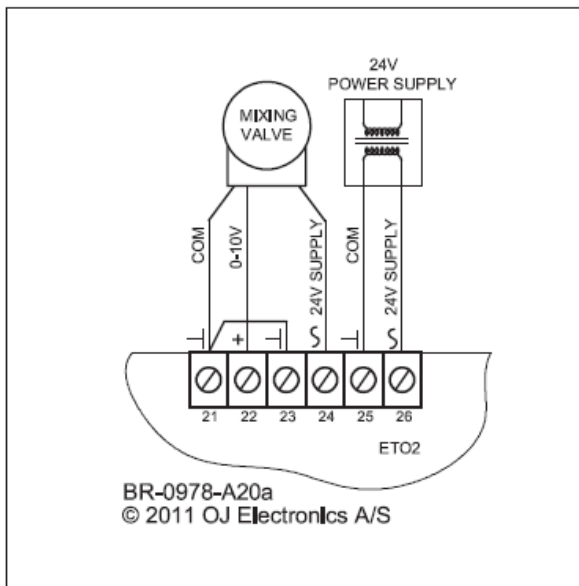 24V
POWER SUPPLY
MIXING
VALVE
COM
0-10V
24V SUPPLY
COM
24V SUPPLY
+
21 22 23 24 25 26
ETO2
BR-0978-A20a
© 2011 OJ Electronics A/S